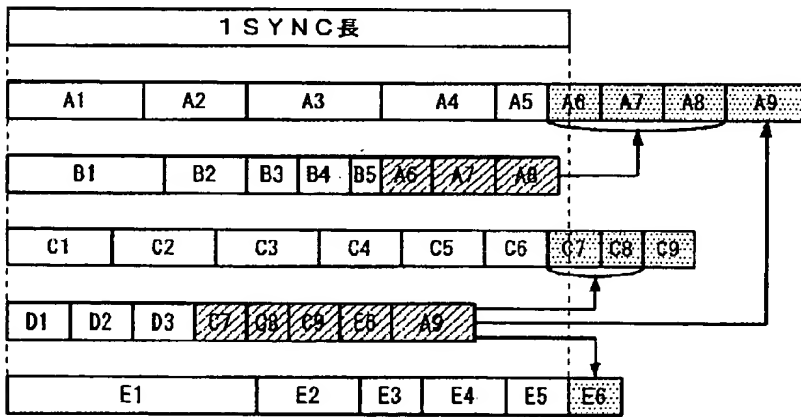 1SYNC長
A1 A2 A3 A4 A5 A6 A7 A8 A9
B1 B2 B3 B4 B5 A6 A7 A8
C1 C2 C3 C4 C5 C6 C7 C8 C9
D1 D2 D3 C7 C8 C9 E6 A9
E1 E2 E3 E4 E5 E6